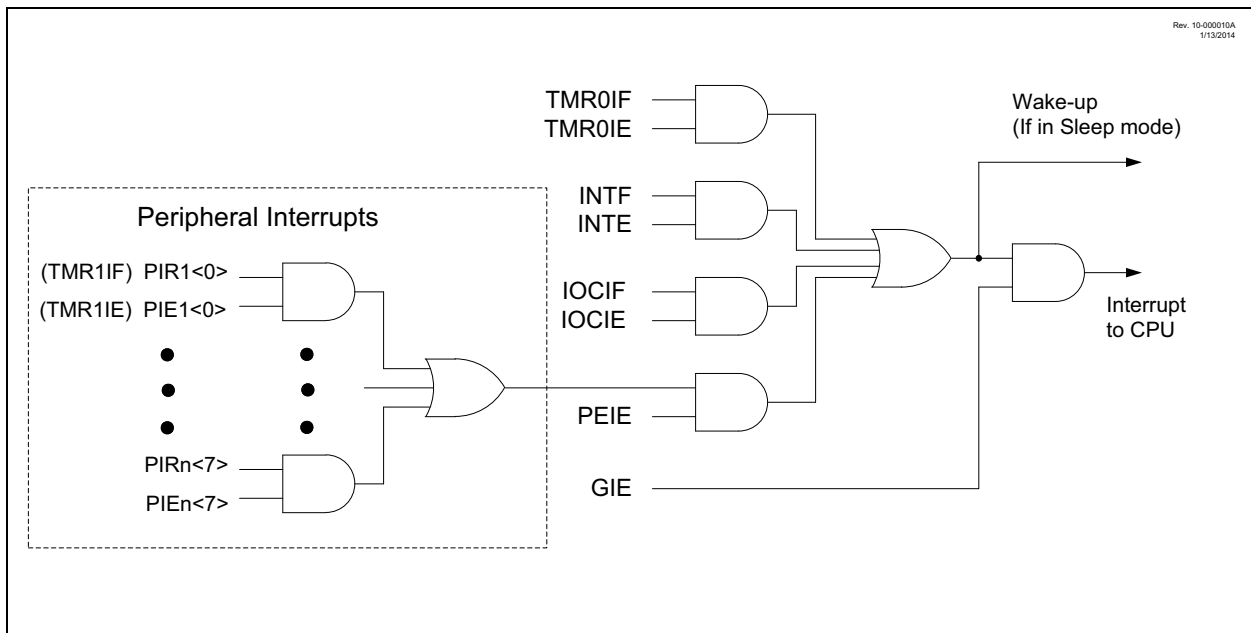 Rev. 10-000010A
1/13/2014
TMR0IF
TMR0IE
Wake-up
(If in Sleep mode)
INTF
INTE
Peripheral Interrupts
(TMR1IF) PIR1<0>
(TMR1IE) PIE1<0>
IOCIF
IOCIE
Interrupt
to CPU
PEIE
PIRn<7>
PIEn<7>
GIE